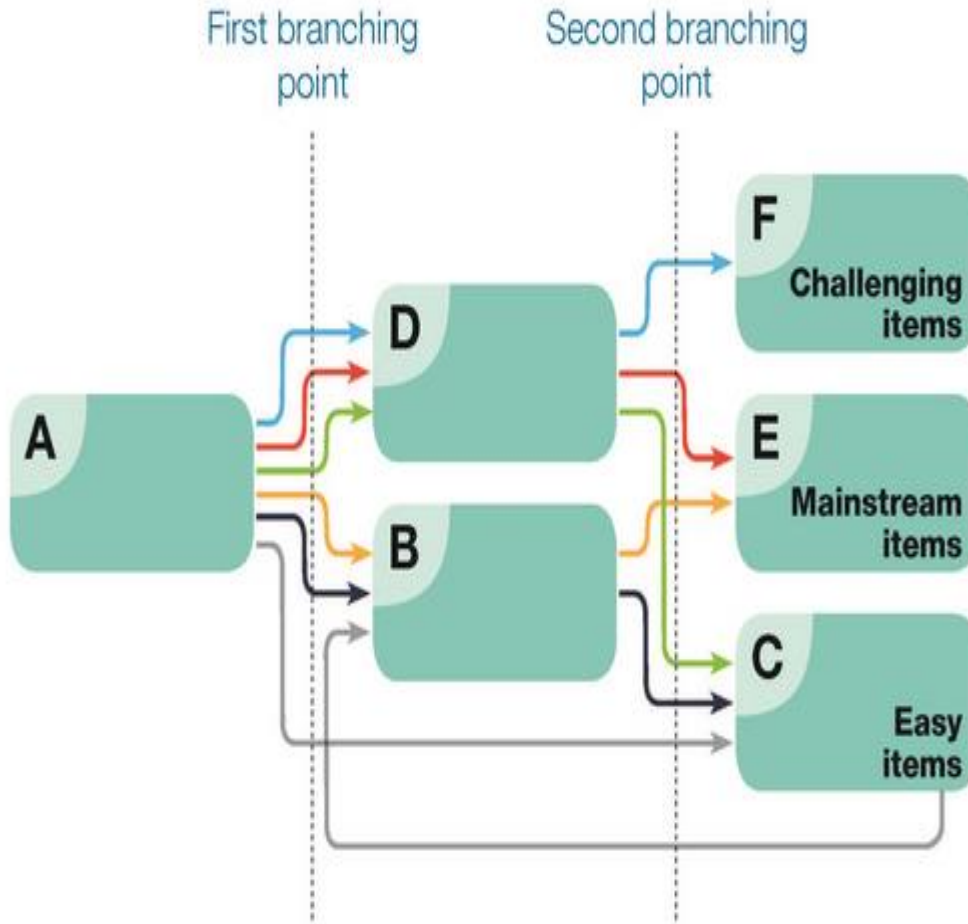 First branching
point
Second branching
point
F
Challenging
items
D
A
E
Mainstream
items
B
C
Easy
items